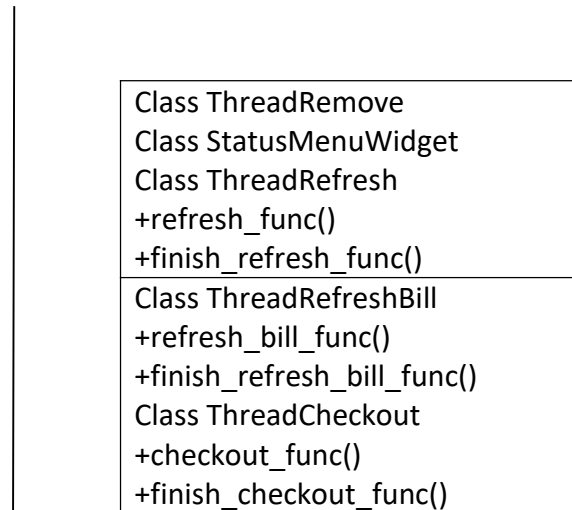 Class ThreadRemove
Class StatusMenuWidget
Class ThreadRefresh
+refresh_func()
+finish_refresh_func()
Class ThreadRefreshBill
+refresh_bill_func()
+finish_refresh_bill_func()
Class ThreadCheckout
+checkout_func()
+finish_checkout_func()